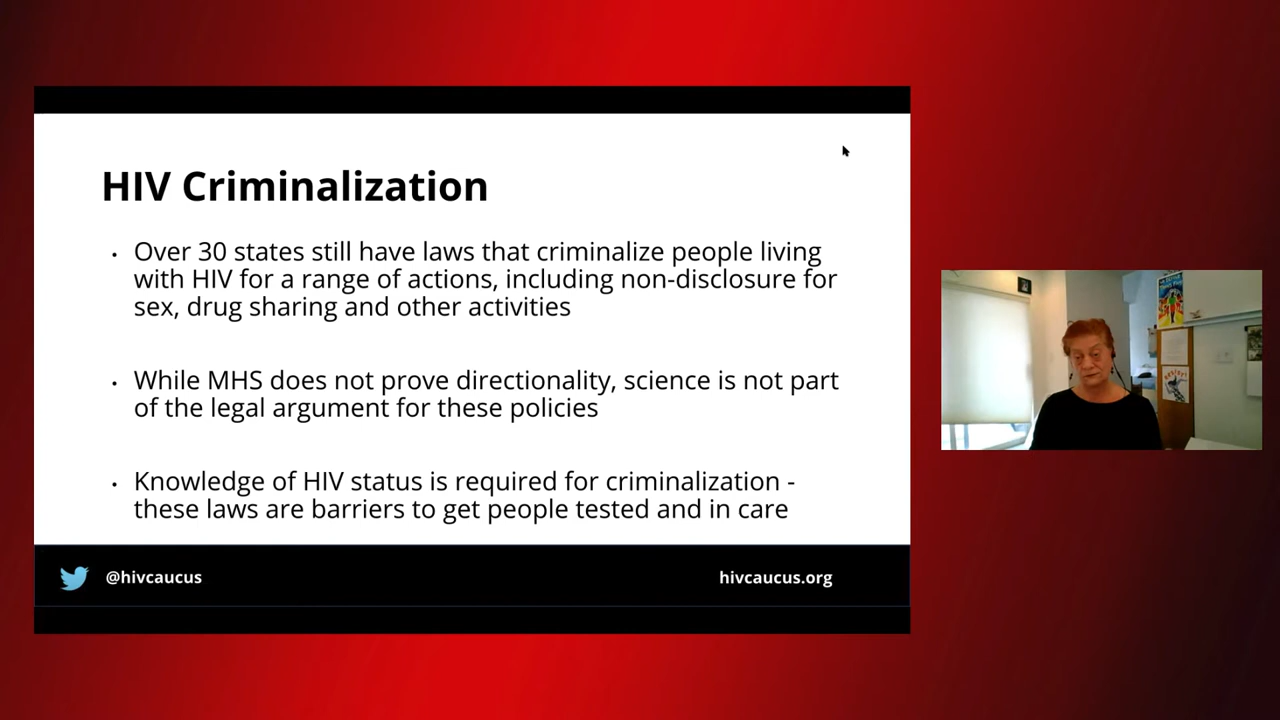 HIV Criminalization
• Over 30 states still have laws that criminalize people living
with HIV for a range of actions, including non-disclosure for
sex, drug sharing and other activities
• While MHS does not prove directionality, science is not part
of the legal argument for these policies
• Knowledge of HIV status is required for criminalization -
these laws are barriers to get people tested and in care
@hivcaucus
hivcaucus.org